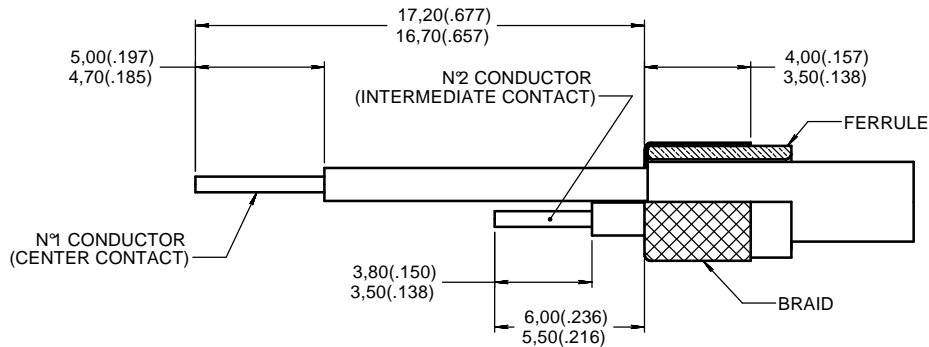 17,20(.677)
16,70(.657)
5,00(.197)
4,70(.185)
4,00(.157)
3,50(.138)
N°2 CONDUCTOR
(INTERMEDIATE CONTACT)
FERRULE
N°1 CONDUCTOR
(CENTER CONTACT)
3,80(.150)
3,50(.138)
BRAID
6,00(.236)
5,50(.216)